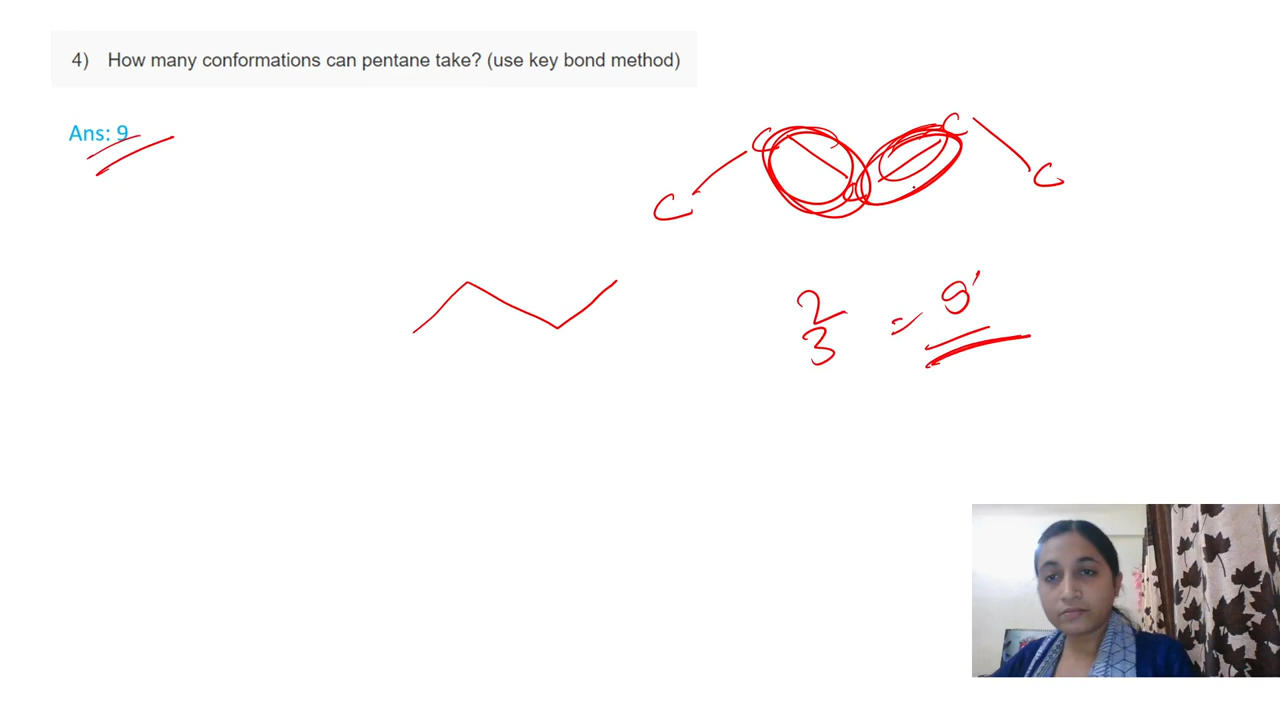 4) How many conformations can pentane take? (use key bond method)
Ans: 9
C C C C
2
3 = 9